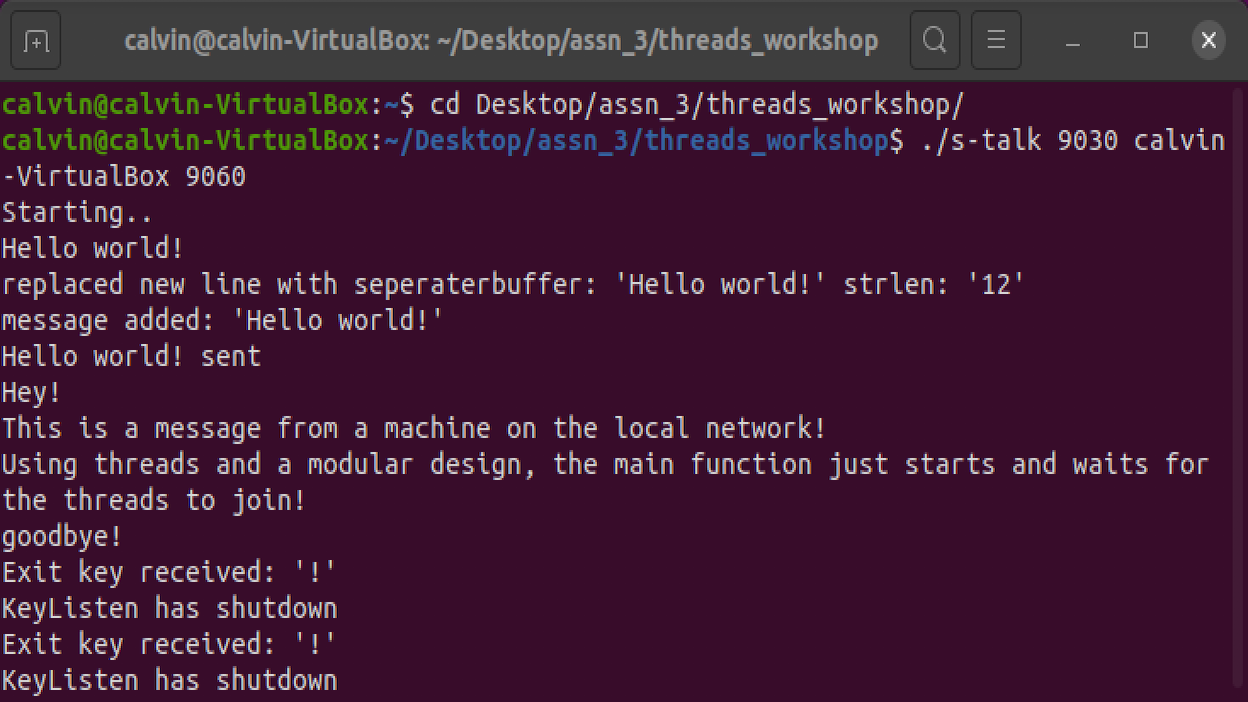 calvin@calvin-VirtualBox: ~/Desktop/assn_3/threads_workshop
calvin@calvin-VirtualBox:~$ cd Desktop/assn_3/threads_workshop/
calvin@calvin-VirtualBox:~/Desktop/assn_3/threads_workshop$ ./s-talk 9030 calvin
-VirtualBox 9060
Starting..
Hello world!
replaced new line with seperaterbuffer: 'Hello world!' strlen: '12'
message added: 'Hello world!'
Hello world! sent
Hey!
This is a message from a machine on the local network!
Using threads and a modular design, the main function just starts and waits for
the threads to join!
goodbye!
Exit key received: '!'
KeyListen has shutdown
Exit key received: '!'
KeyListen has shutdown